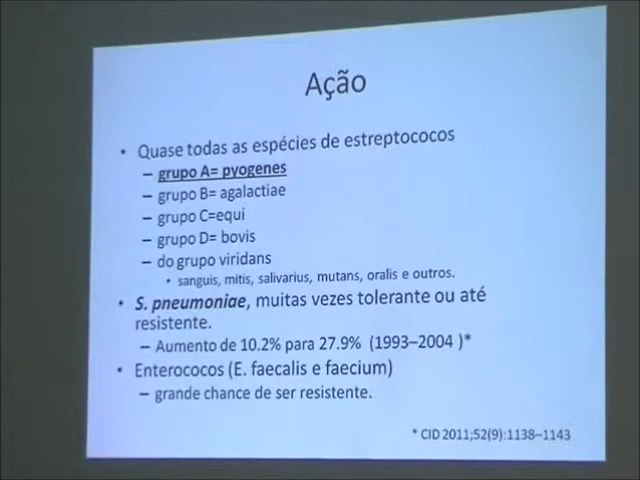 Ação
• Quase todas as espécies de estreptococos
– grupo A= pyogenes
– grupo B= agalactiae
– grupo C=equi
– grupo D= bovis
– do grupo viridans
• sanguis, mitis, salivarius, mutans, oralis e outros.
• S. pneumoniae, muitas vezes tolerante ou até
resistente.
– Aumento de 10.2% para 27.9% (1993–2004 )*
• Enterococos (E. faecalis e faecium)
– grande chance de ser resistente.
* CID 2011;52(9):1138–1143